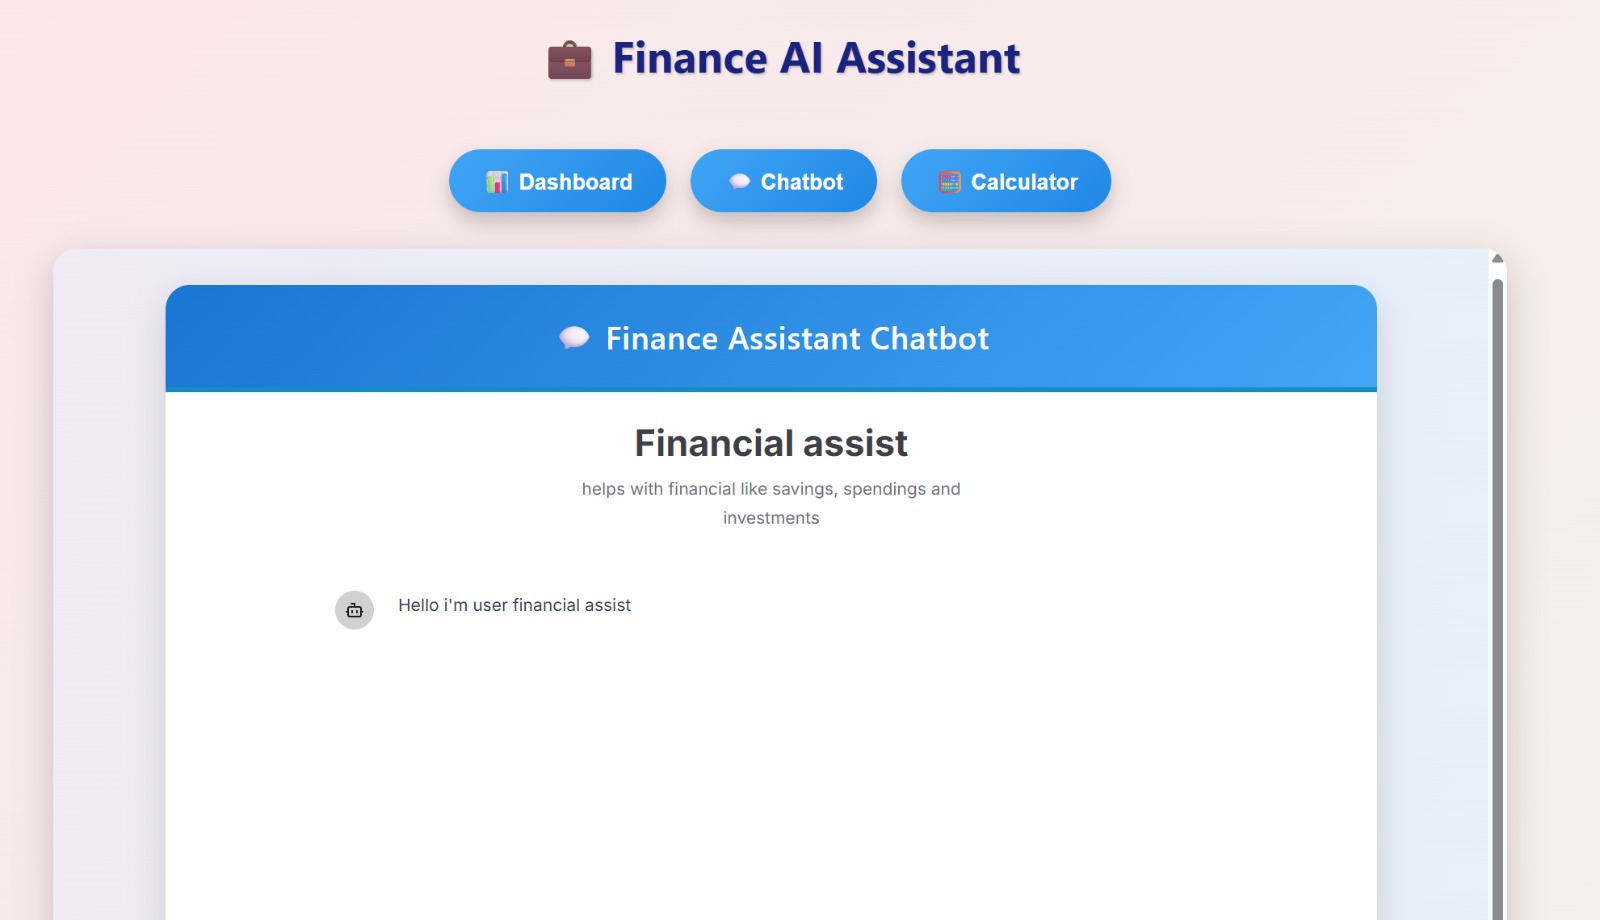 Finance AI Assistant
Dashboard
Chatbot
Calculator
Finance Assistant Chatbot
Financial assist
helps with financial like savings, spendings and
investments
Hello i'm user financial assist